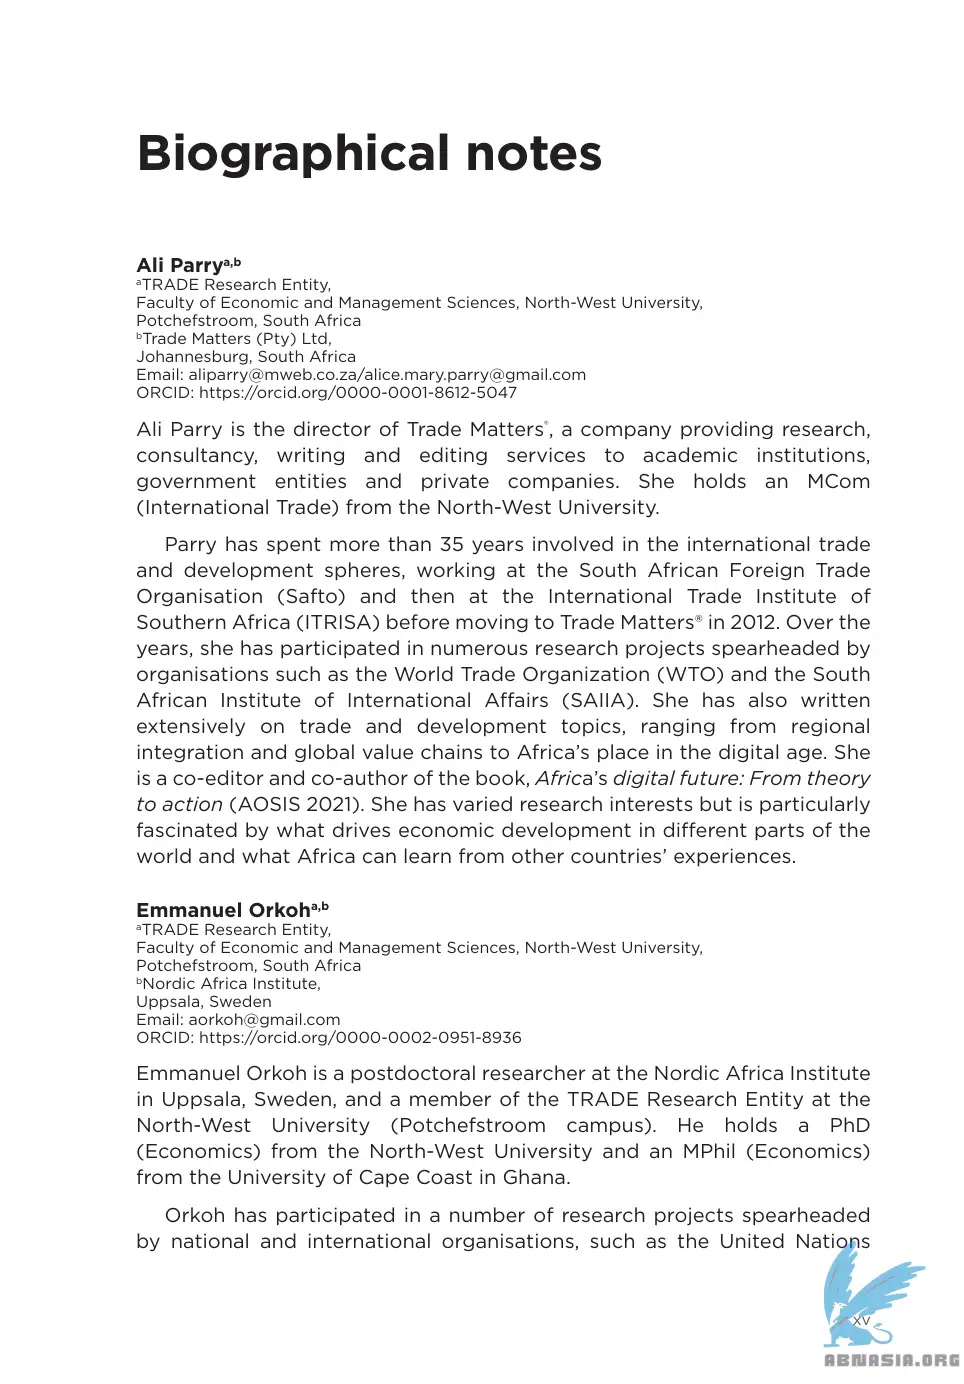 Biographical notes
Ali Parryᵃ,ᵇ
ᵃTRADE Research Entity,
Faculty of Economic and Management Sciences, North-West University,
Potchefstroom, South Africa
ᵇTrade Matters (Pty) Ltd,
Johannesburg, South Africa
Email: aliparry@mweb.co.za/alice.mary.parry@gmail.com
ORCID: https://orcid.org/0000-0001-8612-5047
Ali Parry is the director of Trade Matters®, a company providing research,
consultancy, writing and editing services to academic institutions,
government entities and private companies. She holds an MCom
(International Trade) from the North-West University.
Parry has spent more than 35 years involved in the international trade
and development spheres, working at the South African Foreign Trade
Organisation (Safto) and then at the International Trade Institute of
Southern Africa (ITRISA) before moving to Trade Matters® in 2012. Over the
years, she has participated in numerous research projects spearheaded by
organisations such as the World Trade Organization (WTO) and the South
African Institute of International Affairs (SAIIA). She has also written
extensively on trade and development topics, ranging from regional
integration and global value chains to Africa’s place in the digital age. She
is a co-editor and co-author of the book, Africa’s digital future: From theory
to action (AOSIS 2021). She has varied research interests but is particularly
fascinated by what drives economic development in different parts of the
world and what Africa can learn from other countries’ experiences.
Emmanuel Orkohᵃ,ᵇ
ᵃTRADE Research Entity,
Faculty of Economic and Management Sciences, North-West University,
Potchefstroom, South Africa
ᵇNordic Africa Institute,
Uppsala, Sweden
Email: aorkoh@gmail.com
ORCID: https://orcid.org/0000-0002-0951-8936
Emmanuel Orkoh is a postdoctoral researcher at the Nordic Africa Institute
in Uppsala, Sweden, and a member of the TRADE Research Entity at the
North-West University (Potchefstroom campus). He holds a PhD
(Economics) from the North-West University and an MPhil (Economics)
from the University of Cape Coast in Ghana.
Orkoh has participated in a number of research projects spearheaded
by national and international organisations, such as the United Nations
xv
ABNASIA.ORG